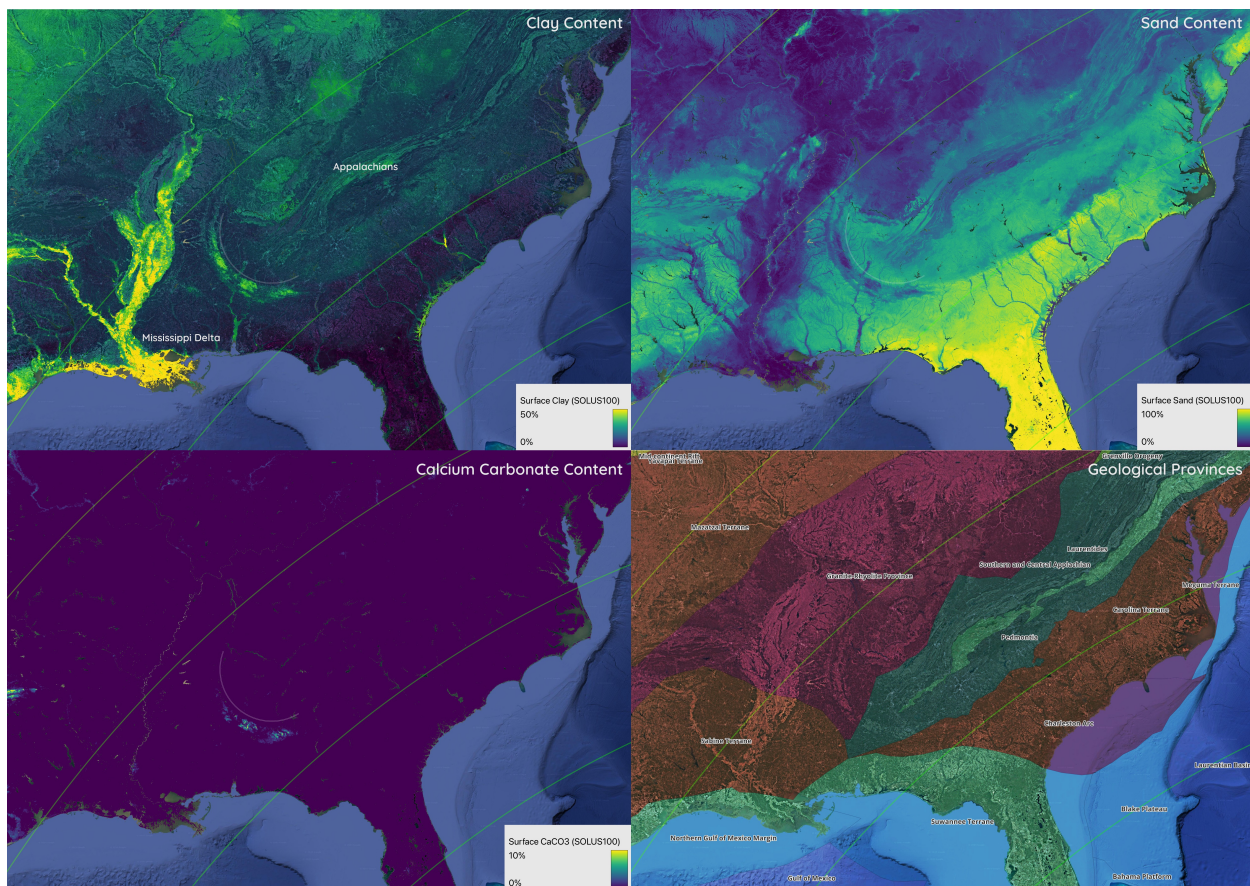 Clay Content
Appalachians
Mississippi Delta
Surface Clay (SOLUS100)
50%
0%
Sand Content
Surface Sand (SOLUS100)
100%
0%
Calcium Carbonate Content
Surface CaCO3 (SOLUS100)
10%
0%
Geological Provinces
Grenville Orogeny
Mazatzal Terrane
Laurentides
Southern and Central Applachian
Granite-Rhyolite Province
Meguma Terrane
Carolina Terrane
Piedmontia
Charleston Arc
Sabine Terrane
Laurentian Basin
Blake Plateau
Suwannee Terrane
Northern Gulf of Mexico Margin
Gulf of Mexico
Bahama Platform